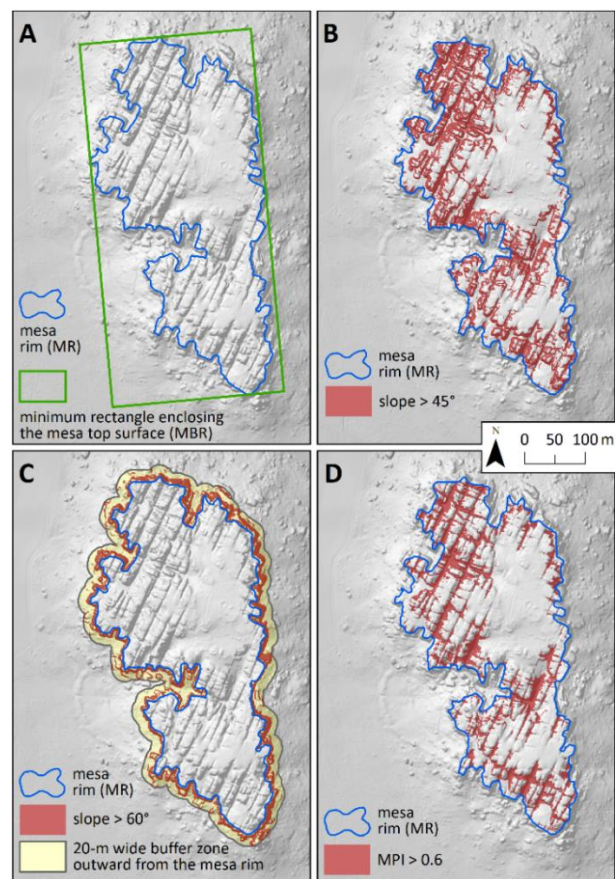 A
mesa
rim (MR)
minimum rectangle enclosing
the mesa top surface (MBR)
B
mesa
rim (MR)
slope > 45°
N
0 50 100 m
C
mesa
rim (MR)
slope > 60°
20-m wide buffer zone
outward from the mesa rim
D
mesa
rim (MR)
MPI > 0.6